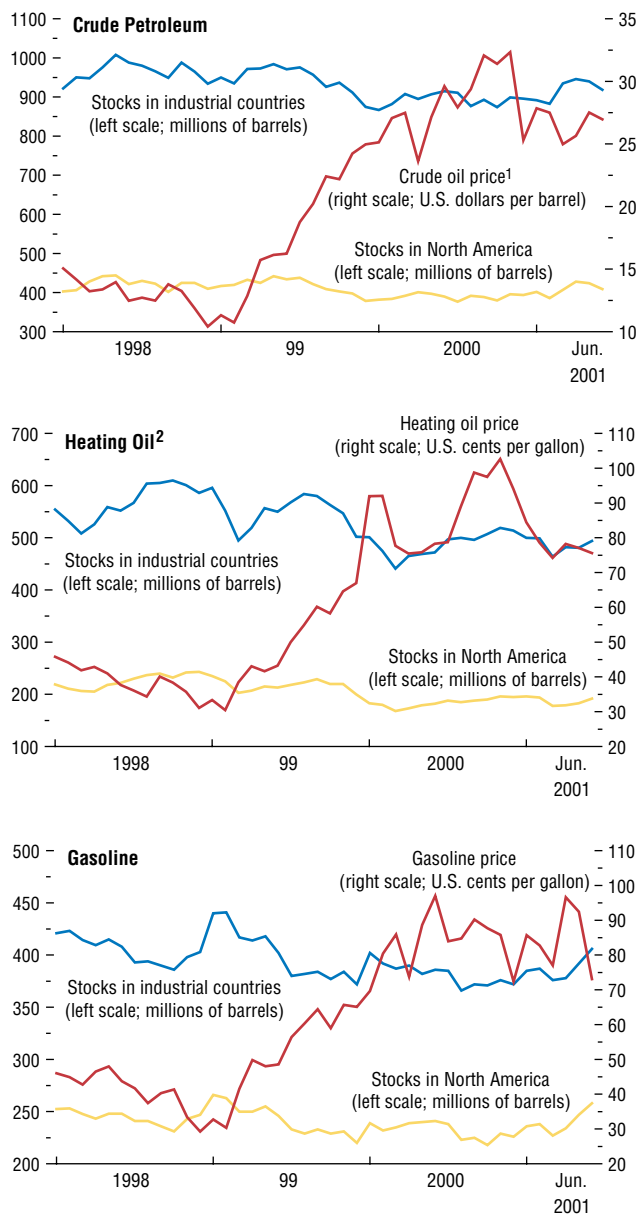 Crude Petroleum
1100
1000
900
800
700
600
500
400
300
35
30
25
20
15
10
Stocks in industrial countries
(left scale; millions of barrels)
Crude oil price¹
(right scale; U.S. dollars per barrel)
Stocks in North America
(left scale; millions of barrels)
1998
99
2000
Jun.
2001
Heating Oil²
700
600
500
400
300
200
100
110
100
90
80
70
60
50
40
30
20
Heating oil price
(right scale; U.S. cents per gallon)
Stocks in industrial countries
(left scale; millions of barrels)
Stocks in North America
(left scale; millions of barrels)
1998
99
2000
Jun.
2001
Gasoline
500
450
400
350
300
250
200
110
100
90
80
70
60
50
40
30
20
Gasoline price
(right scale; U.S. cents per gallon)
Stocks in industrial countries
(left scale; millions of barrels)
Stocks in North America
(left scale; millions of barrels)
1998
99
2000
Jun.
2001